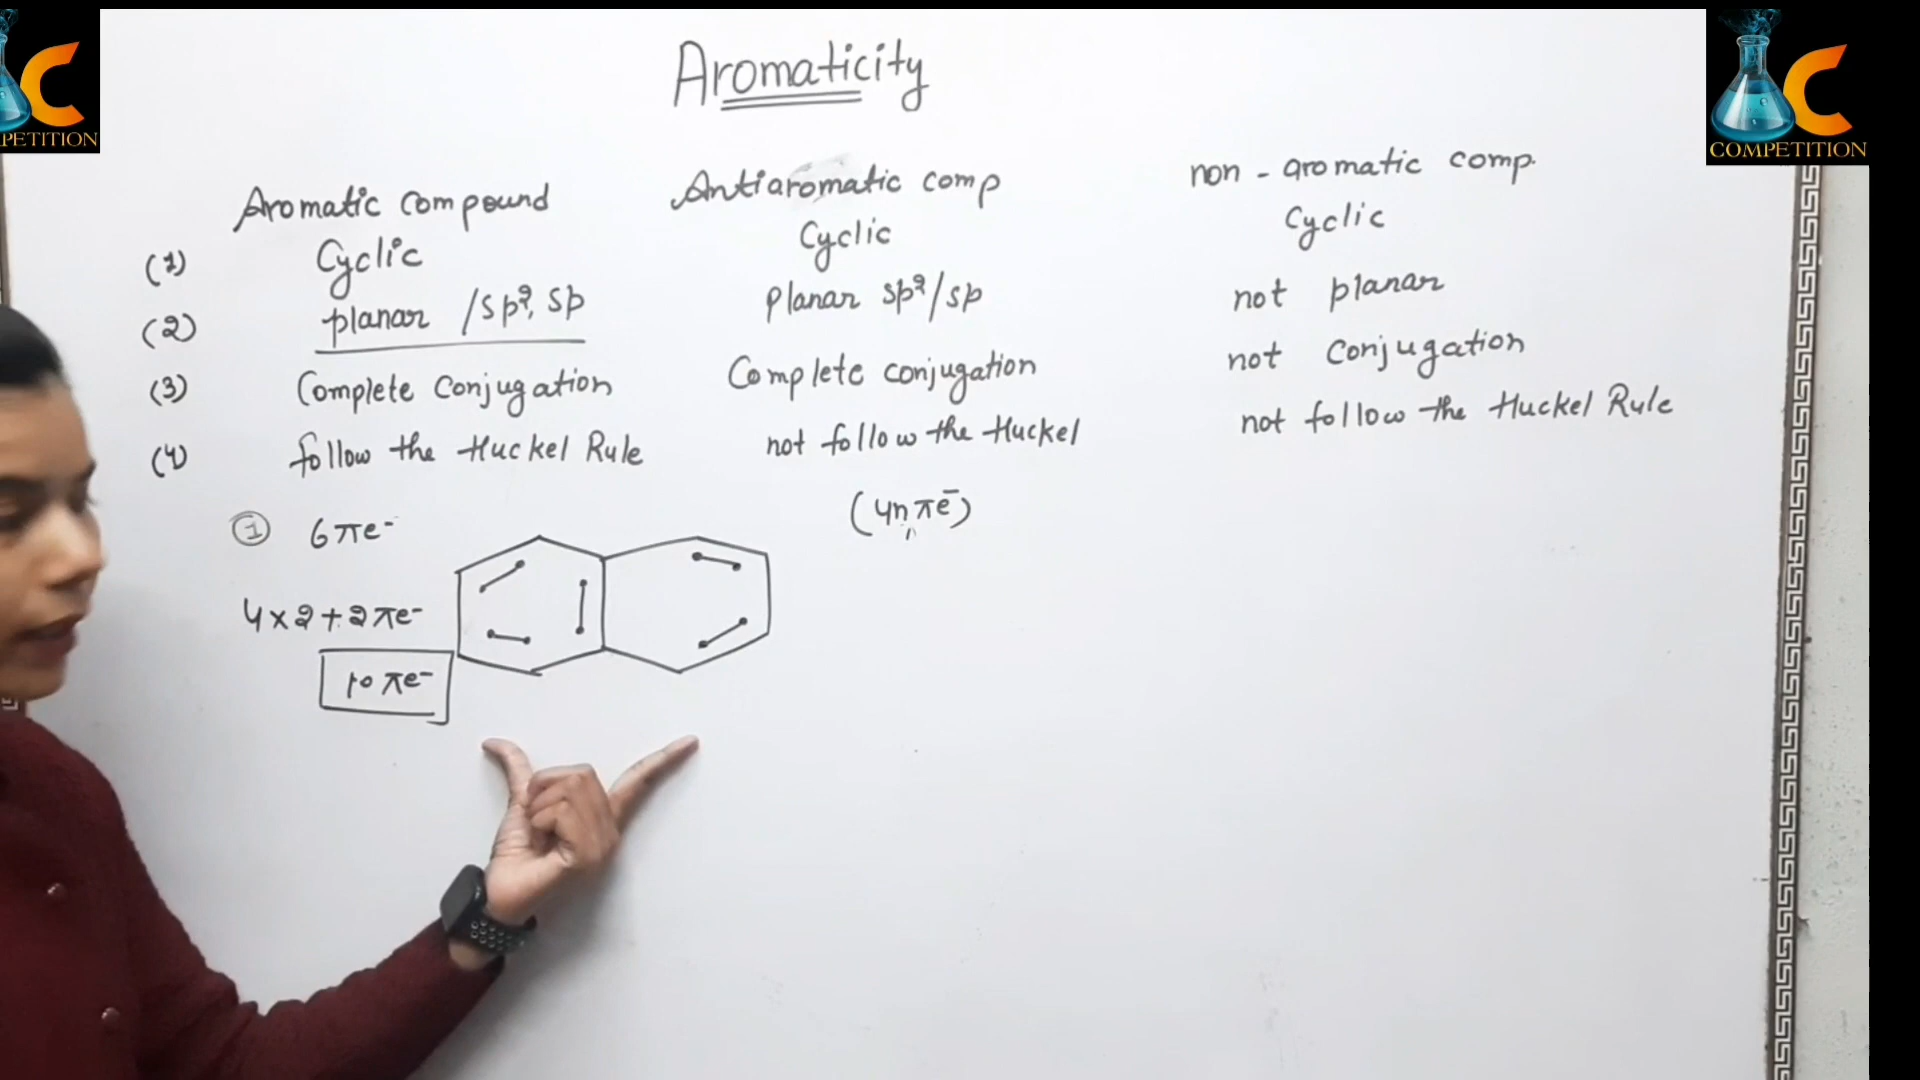 C
PETITION
C
COMPETITION
Aromaticity
Aromatic compound
Antiaromatic comp
non - aromatic comp.
(1) Cyclic
Cyclic
Cyclic
(2) planar /sp², sp
planar sp²/sp
not planar
(3) Complete conjugation
Complete conjugation
not conjugation
(4) follow the Huckel Rule
not follow the Huckel
not follow the Huckel Rule
(4nπe⁻)
① 6πe⁻
4×2+2πe⁻
10 πe⁻